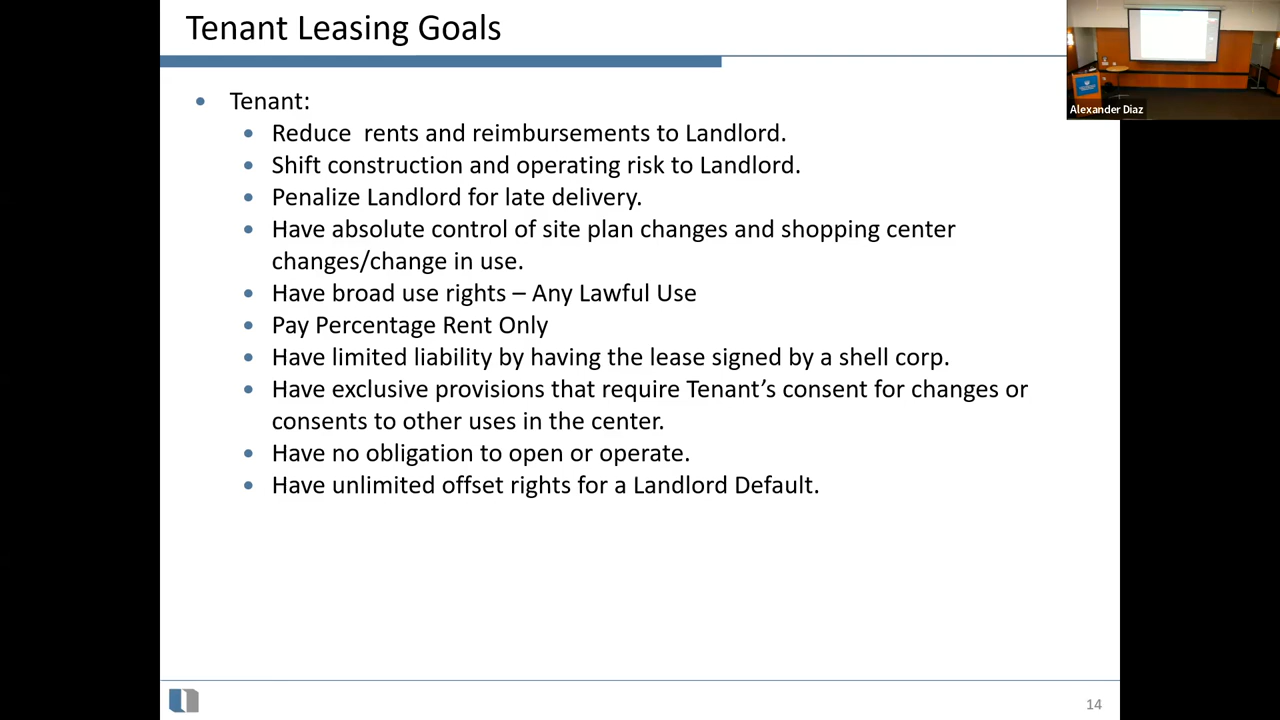 Tenant Leasing Goals
Alexander Diaz
• Tenant:
• Reduce  rents and reimbursements to Landlord.
• Shift construction and operating risk to Landlord.
• Penalize Landlord for late delivery.
• Have absolute control of site plan changes and shopping center
changes/change in use.
• Have broad use rights – Any Lawful Use
• Pay Percentage Rent Only
• Have limited liability by having the lease signed by a shell corp.
• Have exclusive provisions that require Tenant’s consent for changes or
consents to other uses in the center.
• Have no obligation to open or operate.
• Have unlimited offset rights for a Landlord Default.
14